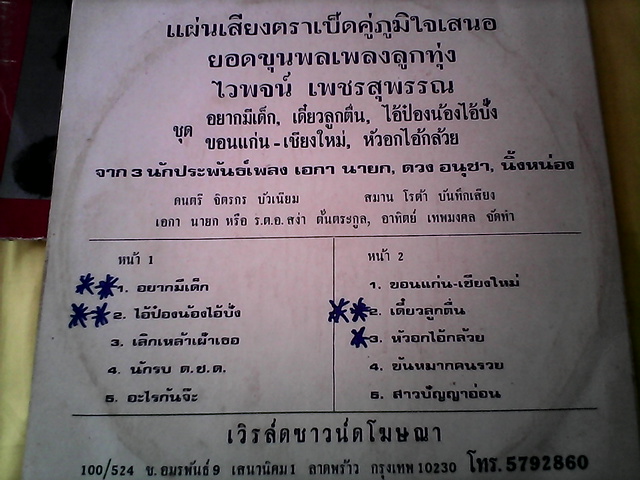 แผ่นเสียงตราเป็ดคู่ภูมิใจเสนอ
ยอดขุนพลเพลงลูกทุ่ง
ไวพจน์ เพชรสุพรรณ
ชุด อยากมีเด็ก, เดี๋ยวลูกตื่น, ไอ้ป๋องน้องไอ้บั้ง
ขอนแก่น-เชียงใหม่, หัวอกไอ้กล้วย
จาก 3 นักประพันธ์เพลง เอกา นายก, ดวง อนุชา, นิ้งหน่อง
ดนตรี จิตรกร บัวเนียม สมาน โรต้า บันทึกเสียง
เอกา นายก หรือ ร.ต.อ.สง่า ตั้นตระกูล, อาทิตย์ เทพมงคล จัดทำ
หน้า 1
1. อยากมีเด็ก
2. ไอ้ป๋องน้องไอ้บั้ง
3. เลิกเหล้าเผ้าเธอ
4. นักรบ ต.ช.ด.
5. อะไรกันจ๊ะ
หน้า 2
1. ขอนแก่น-เชียงใหม่
2. เดี๋ยวลูกตื่น
3. หัวอกไอ้กล้วย
4. ขันหมากคนรวย
5. สาวปัญญาอ่อน
เวิรล์ดซาวน์ดโฆษณา
100/524 ซ.อมรพันธ์ 9 เสนานิคม 1 ลาดพร้าว กรุงเทพ 10230 โทร. 5792860